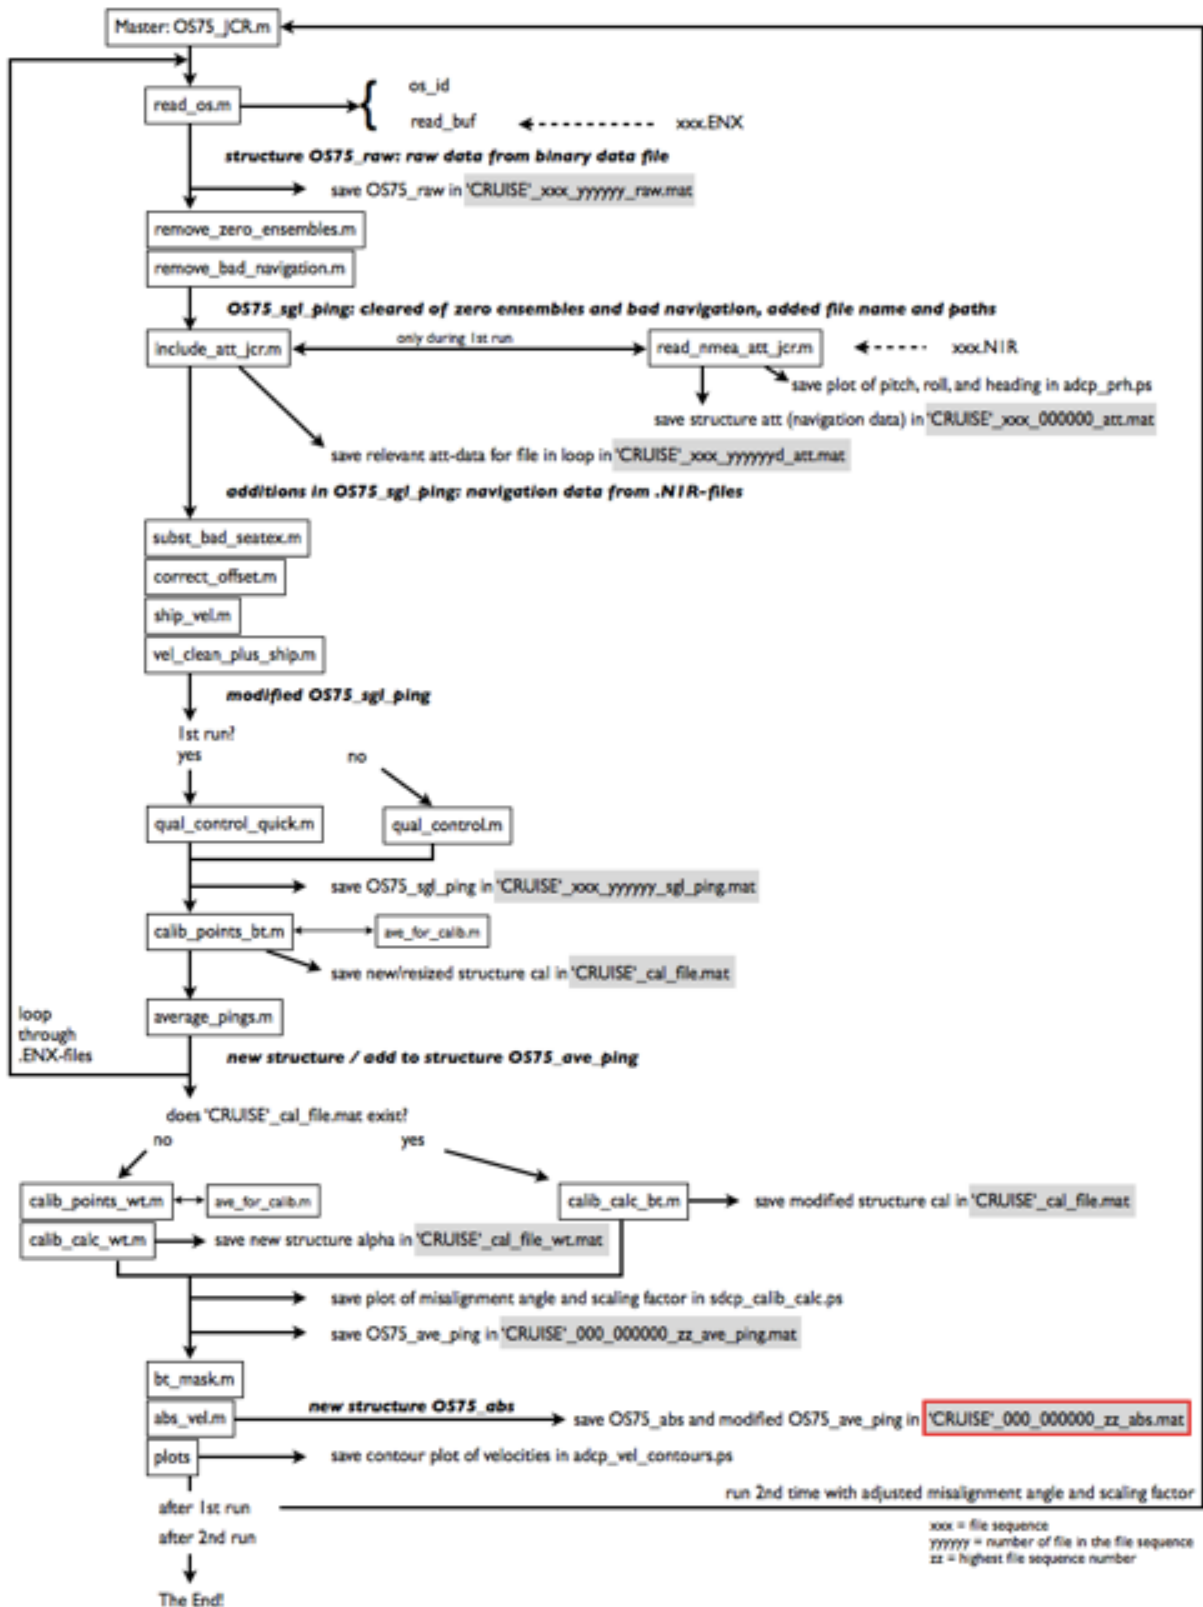 Master: OS75_JCR.m
read_os.m
os_id
read_buf
xxx.ENX
structure OS75_raw: raw data from binary data file
save OS75_raw in 'CRUISE'_xxx_yyyyyy_raw.mat
remove_zero_ensembles.m
remove_bad_navigation.m
OS75_sgl_ping: cleared of zero ensembles and bad navigation, added file name and paths
only during 1st run
include_att_jcr.m
read_nmea_att_jcr.m
xxx.N1R
save plot of pitch, roll, and heading in adcp_prh.ps
save structure att (navigation data) in 'CRUISE'_xxx_000000_att.mat
save relevant att-data for file in loop in 'CRUISE'_xxx_yyyyyyd_att.mat
additions in OS75_sgl_ping: navigation data from .N1R-files
subst_bad_seatex.m
correct_offset.m
ship_vel.m
vel_clean_plus_ship.m
modified OS75_sgl_ping
1st run?
yes
no
qual_control_quick.m
qual_control.m
save OS75_sgl_ping in 'CRUISE'_xxx_yyyyyy_sgl_ping.mat
calib_points_bt.m
ave_for_calib.m
save new/resized structure cal in 'CRUISE'_cal_file.mat
average_pings.m
loop
through
.ENX-files
new structure / add to structure OS75_ave_ping
does 'CRUISE'_cal_file.mat exist?
no
yes
calib_points_wt.m
ave_for_calib.m
calib_calc_bt.m
save modified structure cal in 'CRUISE'_cal_file.mat
calib_calc_wt.m
save new structure alpha in 'CRUISE'_cal_file_wt.mat
save plot of misalignment angle and scaling factor in sdcp_calib_calc.ps
save OS75_ave_ping in 'CRUISE'_000_000000_zz_ave_ping.mat
bt_mask.m
abs_vel.m
new structure OS75_abs
save OS75_abs and modified OS75_ave_ping in 'CRUISE'_000_000000_zz_abs.mat
plots
save contour plot of velocities in adcp_vel_contours.ps
run 2nd time with adjusted misalignment angle and scaling factor
after 1st run
after 2nd run
xxx = file sequence
yyyyyy = number of file in the file sequence
zz = highest file sequence number
The End!